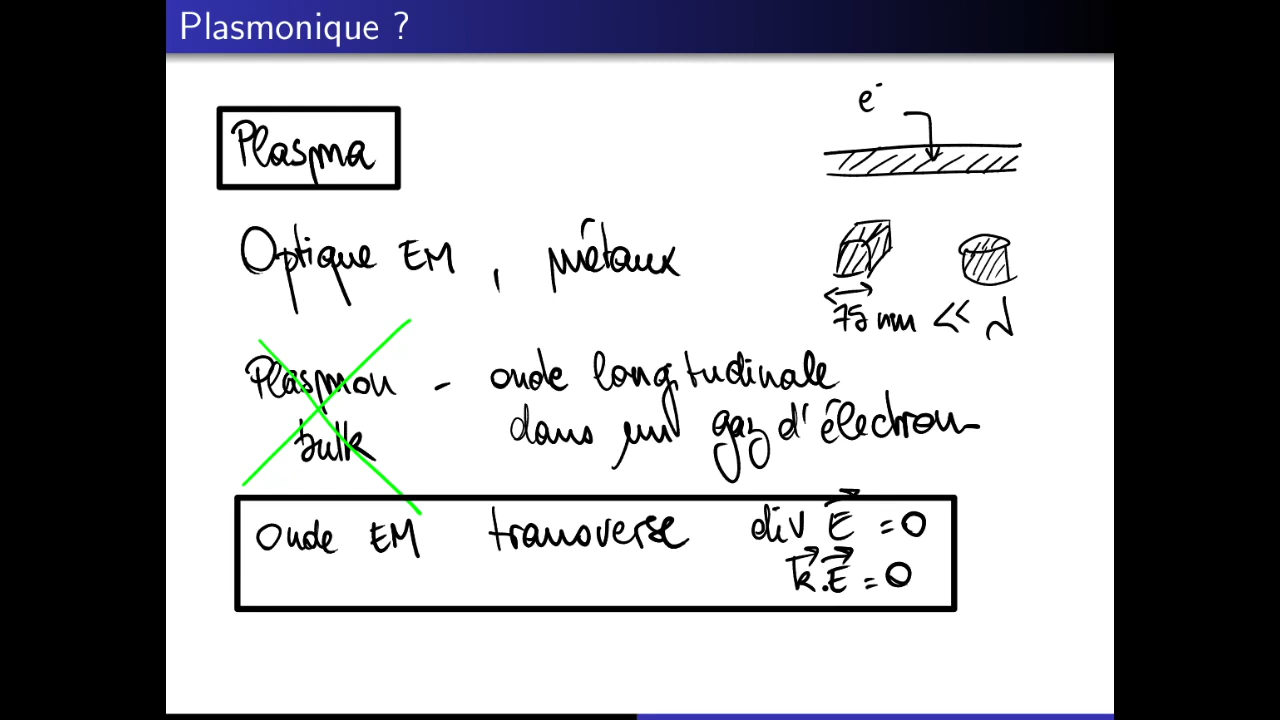 Plasmonique ?
e⁻
Plasma
Optique EM , métaux
75 nm << λ
Plasmon - onde longitudinale
bulk dans un gaz d'électron
Onde EM transverse div E⃗ = 0
k⃗.E⃗ = 0